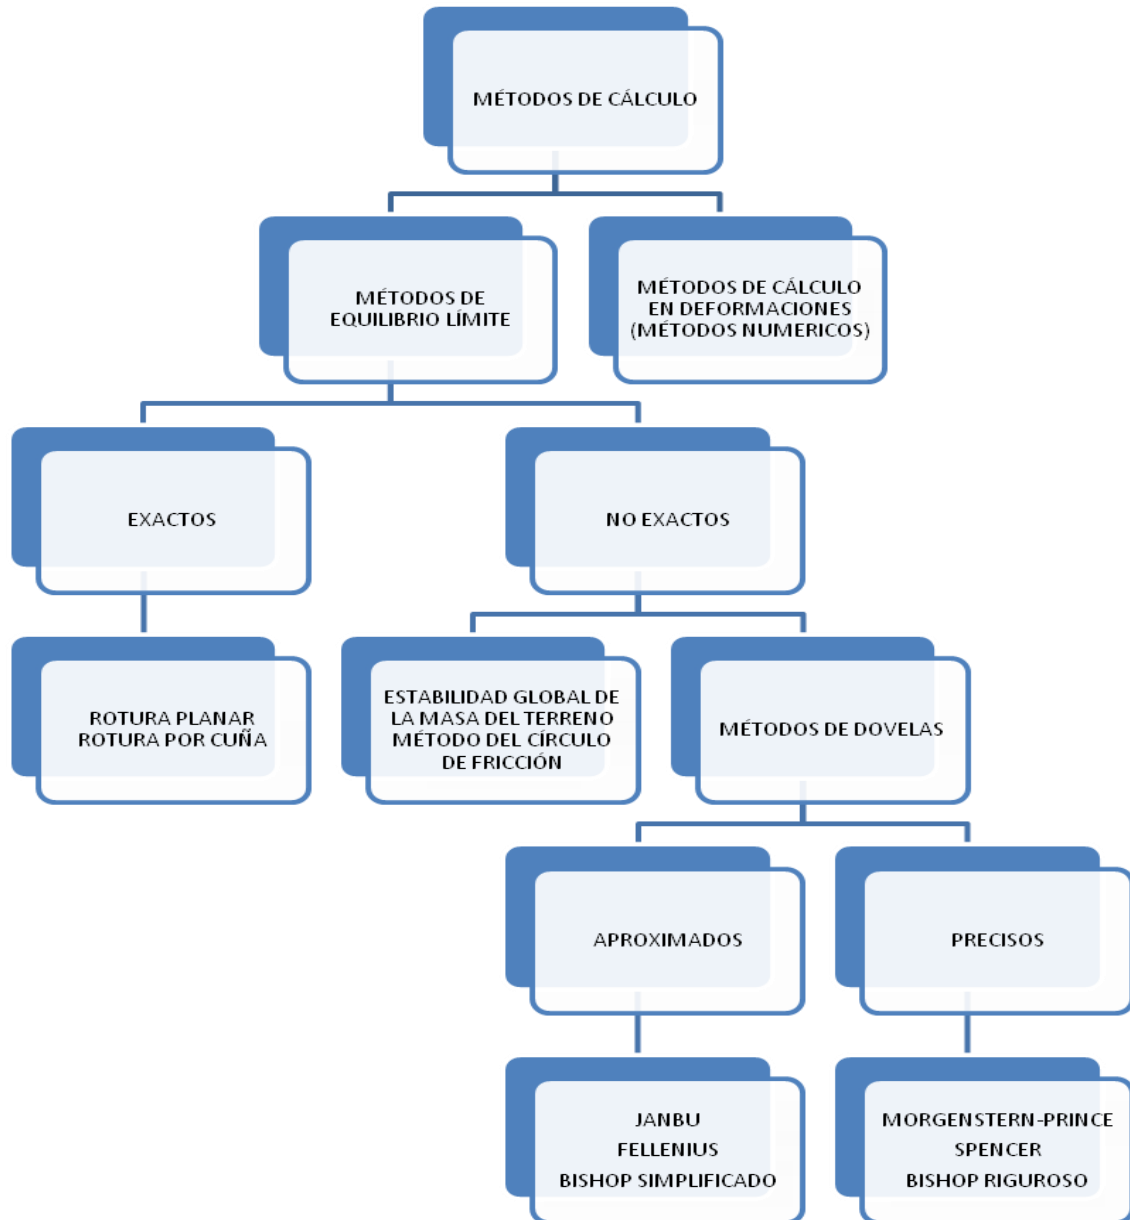 MÉTODOS DE CÁLCULO
MÉTODOS DE
EQUILIBRIO LÍMITE
MÉTODOS DE CÁLCULO
EN DEFORMACIONES
(MÉTODOS NUMERICOS)
EXACTOS
NO EXACTOS
ROTURA PLANAR
ROTURA POR CUÑA
ESTABILIDAD GLOBAL DE
LA MASA DEL TERRENO
MÉTODO DEL CÍRCULO
DE FRICCIÓN
MÉTODOS DE DOVELAS
APROXIMADOS
PRECISOS
JANBU
FELLENIUS
BISHOP SIMPLIFICADO
MORGENSTERN-PRINCE
SPENCER
BISHOP RIGUROSO